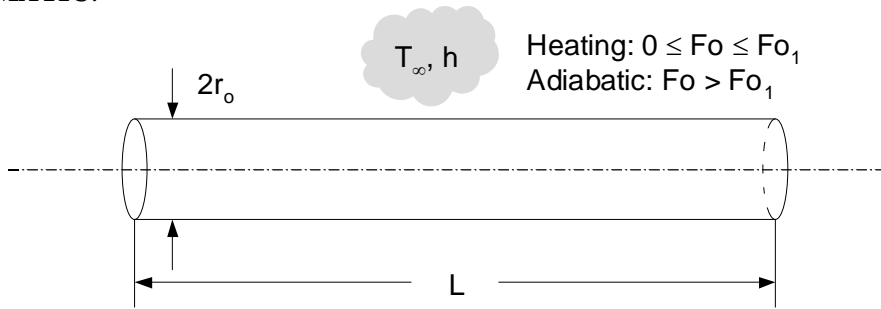 T∞, h
Heating: 0 ≤ Fo ≤ Fo₁
Adiabatic: Fo > Fo₁
2rₒ
L